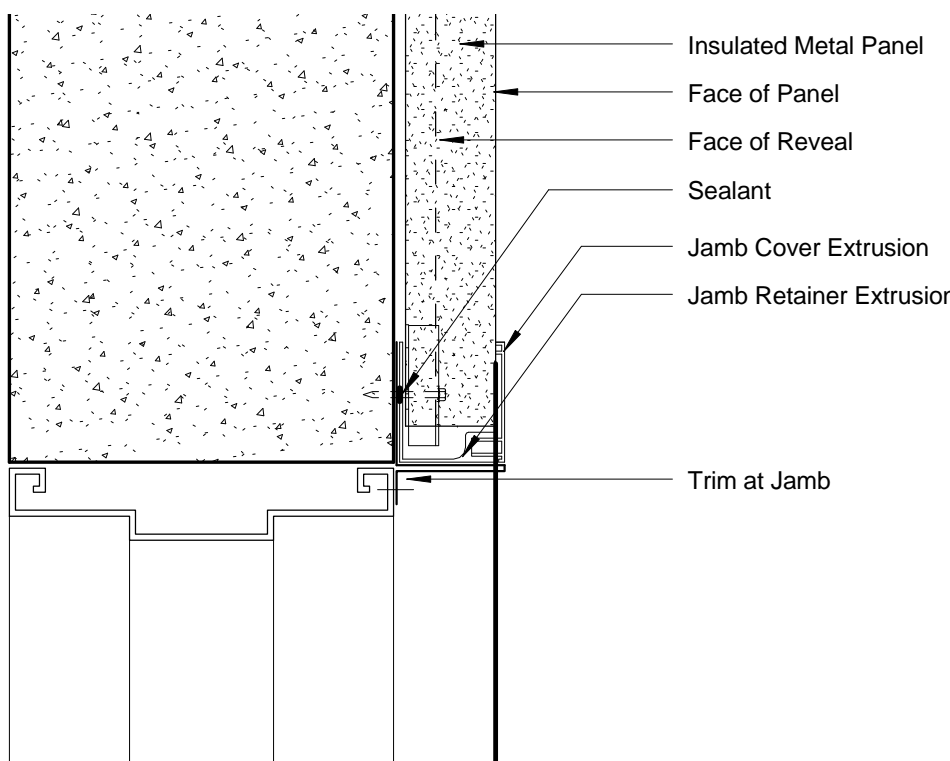 Insulated Metal Panel
Face of Panel
Face of Reveal
Sealant
Jamb Cover Extrusion
Jamb Retainer Extrusion
Trim at Jamb